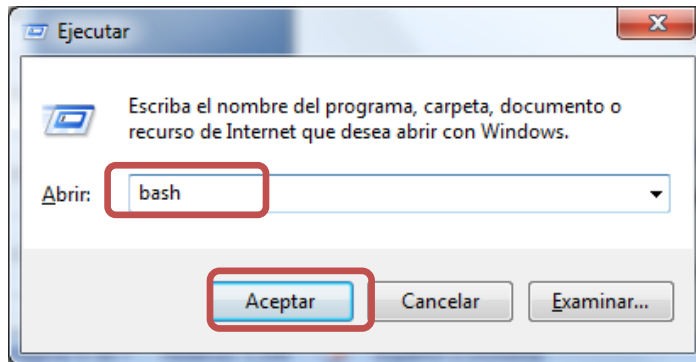 Ejecutar
x
Escriba el nombre del programa, carpeta, documento o
recurso de Internet que desea abrir con Windows.
Abrir:
bash
Aceptar
Cancelar
Examinar...